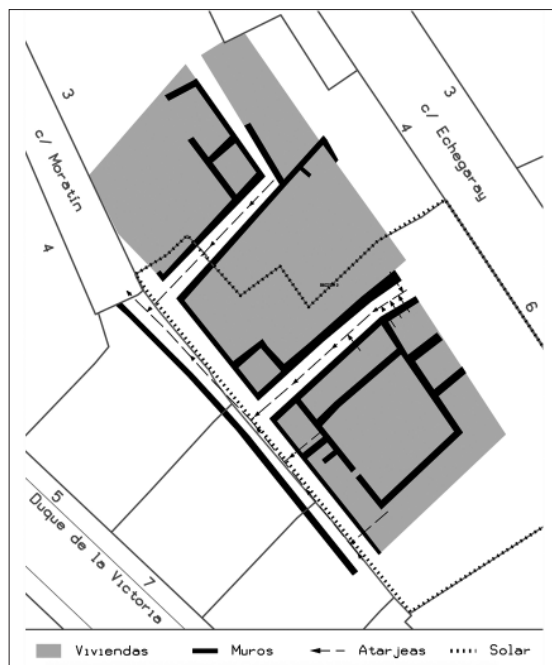 3
c/ Moratín
4
3
c/ Echegaray
4
6
5
Duque de la Victoria
7
Viviendas
Muros
Atarjeas
Solar